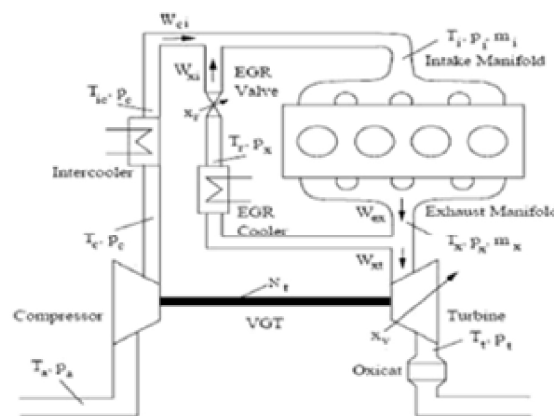 W_ci
T_i, p_i, m_i
Intake Manifold
W_xi
EGR
Valve
x_r
T_ic, p_c
T_r, p_x
Intercooler
EGR
Cooler
W_ex
Exhaust Manifold
T_x, p_x, m_x
T_c, p_c
W_xt
N_t
Compressor
VGT
x_v
Turbine
T_t, p_t
Oxicat
T_a, p_a